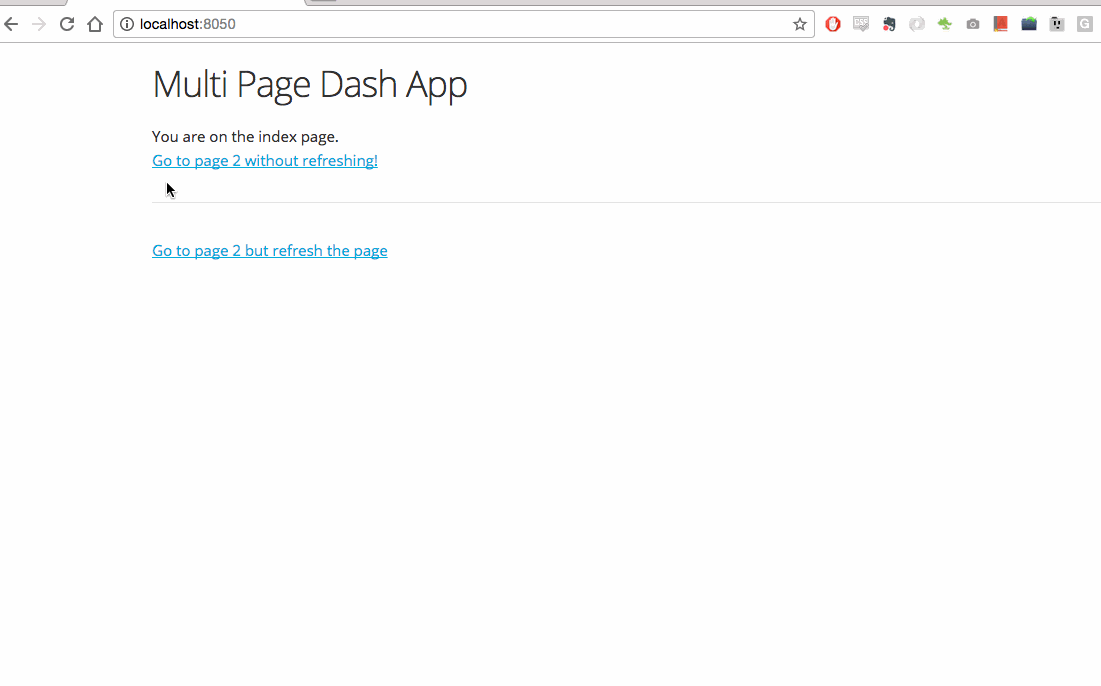 localhost:8050
Multi Page Dash App
You are on the index page.
Go to page 2 without refreshing!
Go to page 2 but refresh the page